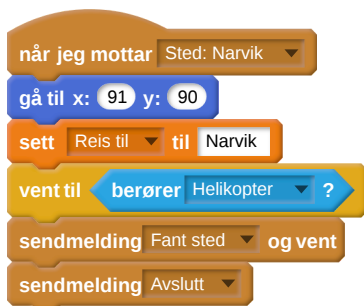 når jeg mottar Sted: Narvik
gå til x: 91 y: 90
sett Reis til til Narvik
vent til berører Helikopter ?
sendmelding Fant sted og vent
sendmelding Avslutt